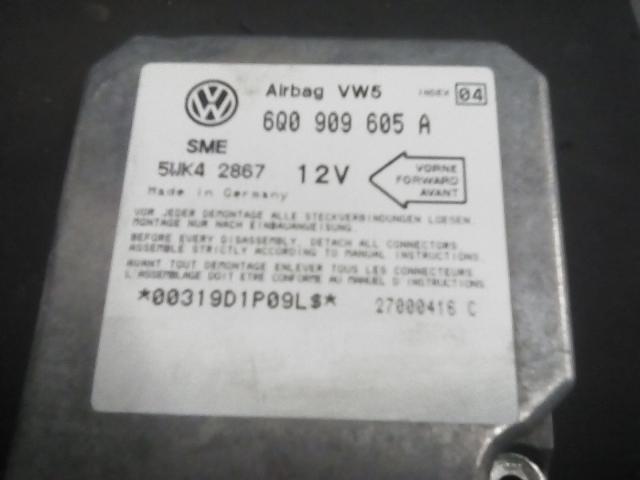 Airbag VW5 INDEX 04
6Q0 909 605 A
SME
5WK4 2867 12V
VORNE
FORWARD
AVANT
Made in Germany
VOR JEDER DEMONTAGE ALLE STECKVERBINDUNGEN LOESEN.
MONTAGE NUR NACH EINBAUANWEISUNG.
BEFORE EVERY DISASSEMBLY, DETACH ALL CONNECTORS
ASSEMBLE STRICTLY ACCORDING TO MANUAL INSTRUCTIONS.
AVANT TOUT DEMONTAGE ENLEVER TOUS LES CONNECTEURS
L'ASSEMBLAGE DOIT ETRE CONFORME AU MANUEL D'INSTRUCTIONS
*00319D1P09L$* 27000416 C